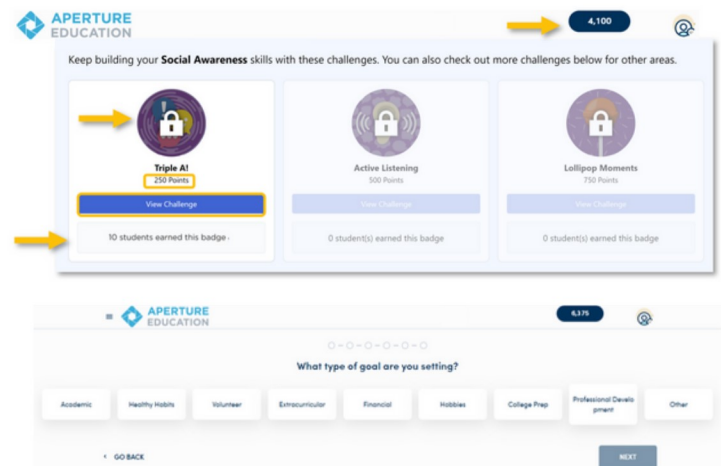 APERTURE
EDUCATION
4,100
Keep building your Social Awareness skills with these challenges. You can also check out more challenges below for other areas.
Triple A!
250 Points
View Challenge
10 students earned this badge
Active Listening
500 Points
View Challenge
0 student(s) earned this badge
Lollipop Moments
750 Points
View Challenge
0 student(s) earned this badge
APERTURE
EDUCATION
6,375
What type of goal are you setting?
Academic
Healthy Habits
Volunteer
Extracurricular
Financial
Hobbies
College Prep
Professional Develo
pment
Other
< GO BACK
NEXT